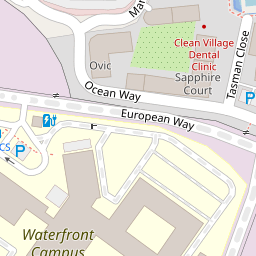 Clean Village
Dental
Clinic
Sapphire
Court
Tasman Close
Ovic
Ocean Way
P
European Way
P
Waterfront
Campus